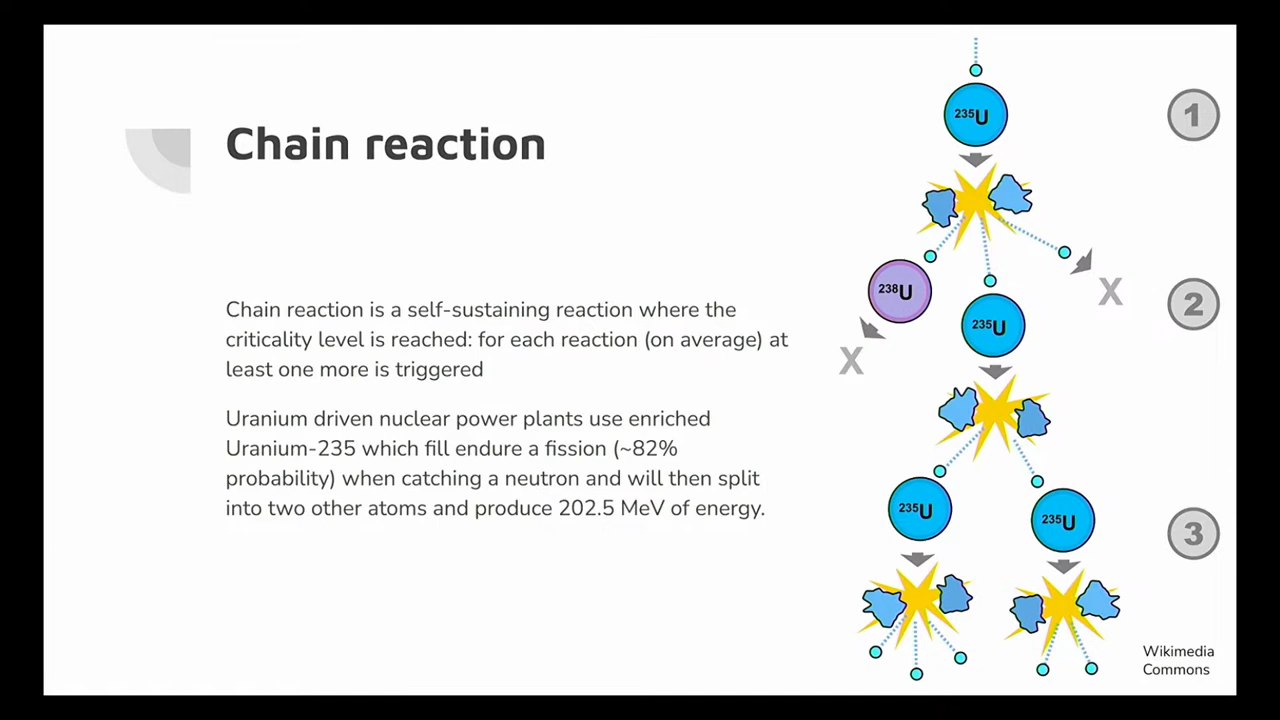 Chain reaction
Chain reaction is a self-sustaining reaction where the
criticality level is reached: for each reaction (on average) at
least one more is triggered
Uranium driven nuclear power plants use enriched
Uranium-235 which fill endure a fission (~82%
probability) when catching a neutron and will then split
into two other atoms and produce 202.5 MeV of energy.
²³⁵U
1
²³⁸U
²³⁵U
X
2
X
²³⁵U
²³⁵U
3
Wikimedia
Commons